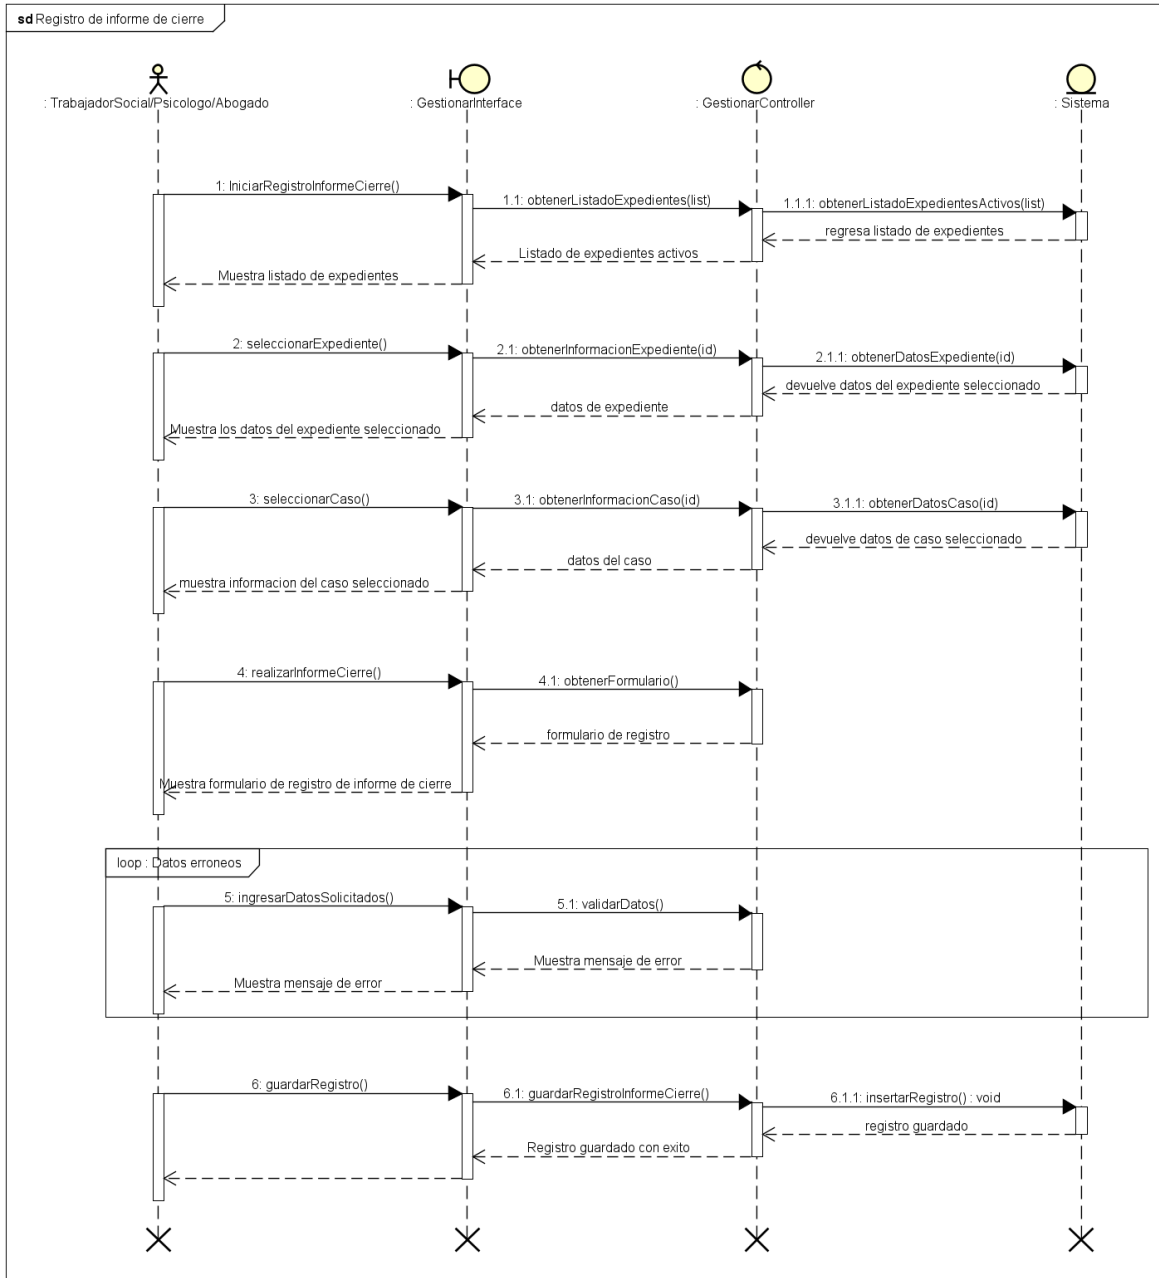 sd Registro de informe de cierre
: TrabajadorSocial/Psicologo/Abogado
: GestionarInterface
: GestionarController
: Sistema
1: IniciarRegistroInformeCierre()
1.1: obtenerListadoExpedientes(list)
1.1.1: obtenerListadoExpedientesActivos(list)
regresa listado de expedientes
Listado de expedientes activos
Muestra listado de expedientes
2: seleccionarExpediente()
2.1: obtenerInformacionExpediente(id)
2.1.1: obtenerDatosExpediente(id)
devuelve datos del expediente seleccionado
datos de expediente
Muestra los datos del expediente seleccionado
3: seleccionarCaso()
3.1: obtenerInformacionCaso(id)
3.1.1: obtenerDatosCaso(id)
devuelve datos de caso seleccionado
datos del caso
muestra informacion del caso seleccionado
4: realizarInformeCierre()
4.1: obtenerFormulario()
formulario de registro
Muestra formulario de registro de informe de cierre
loop : Datos erroneos
5: ingresarDatosSolicitados()
5.1: validarDatos()
Muestra mensaje de error
Muestra mensaje de error
6: guardarRegistro()
6.1: guardarRegistroInformeCierre()
6.1.1: insertarRegistro() : void
registro guardado
Registro guardado con exito